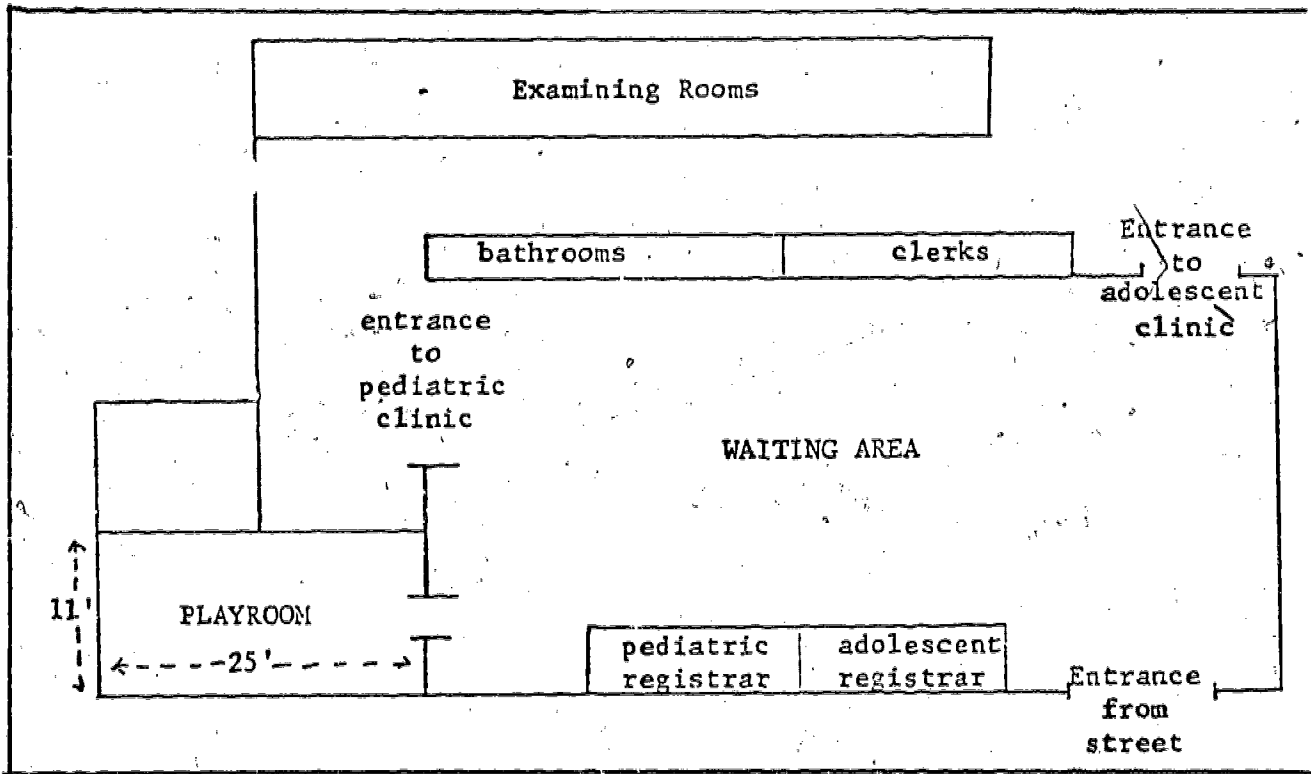 Examining Rooms
bathrooms
clerks
Entrance
to
adolescent
clinic
entrance
to
pediatric
clinic
WAITING AREA
11'
PLAYROOM
25'
pediatric
registrar
adolescent
registrar
Entrance
from
street